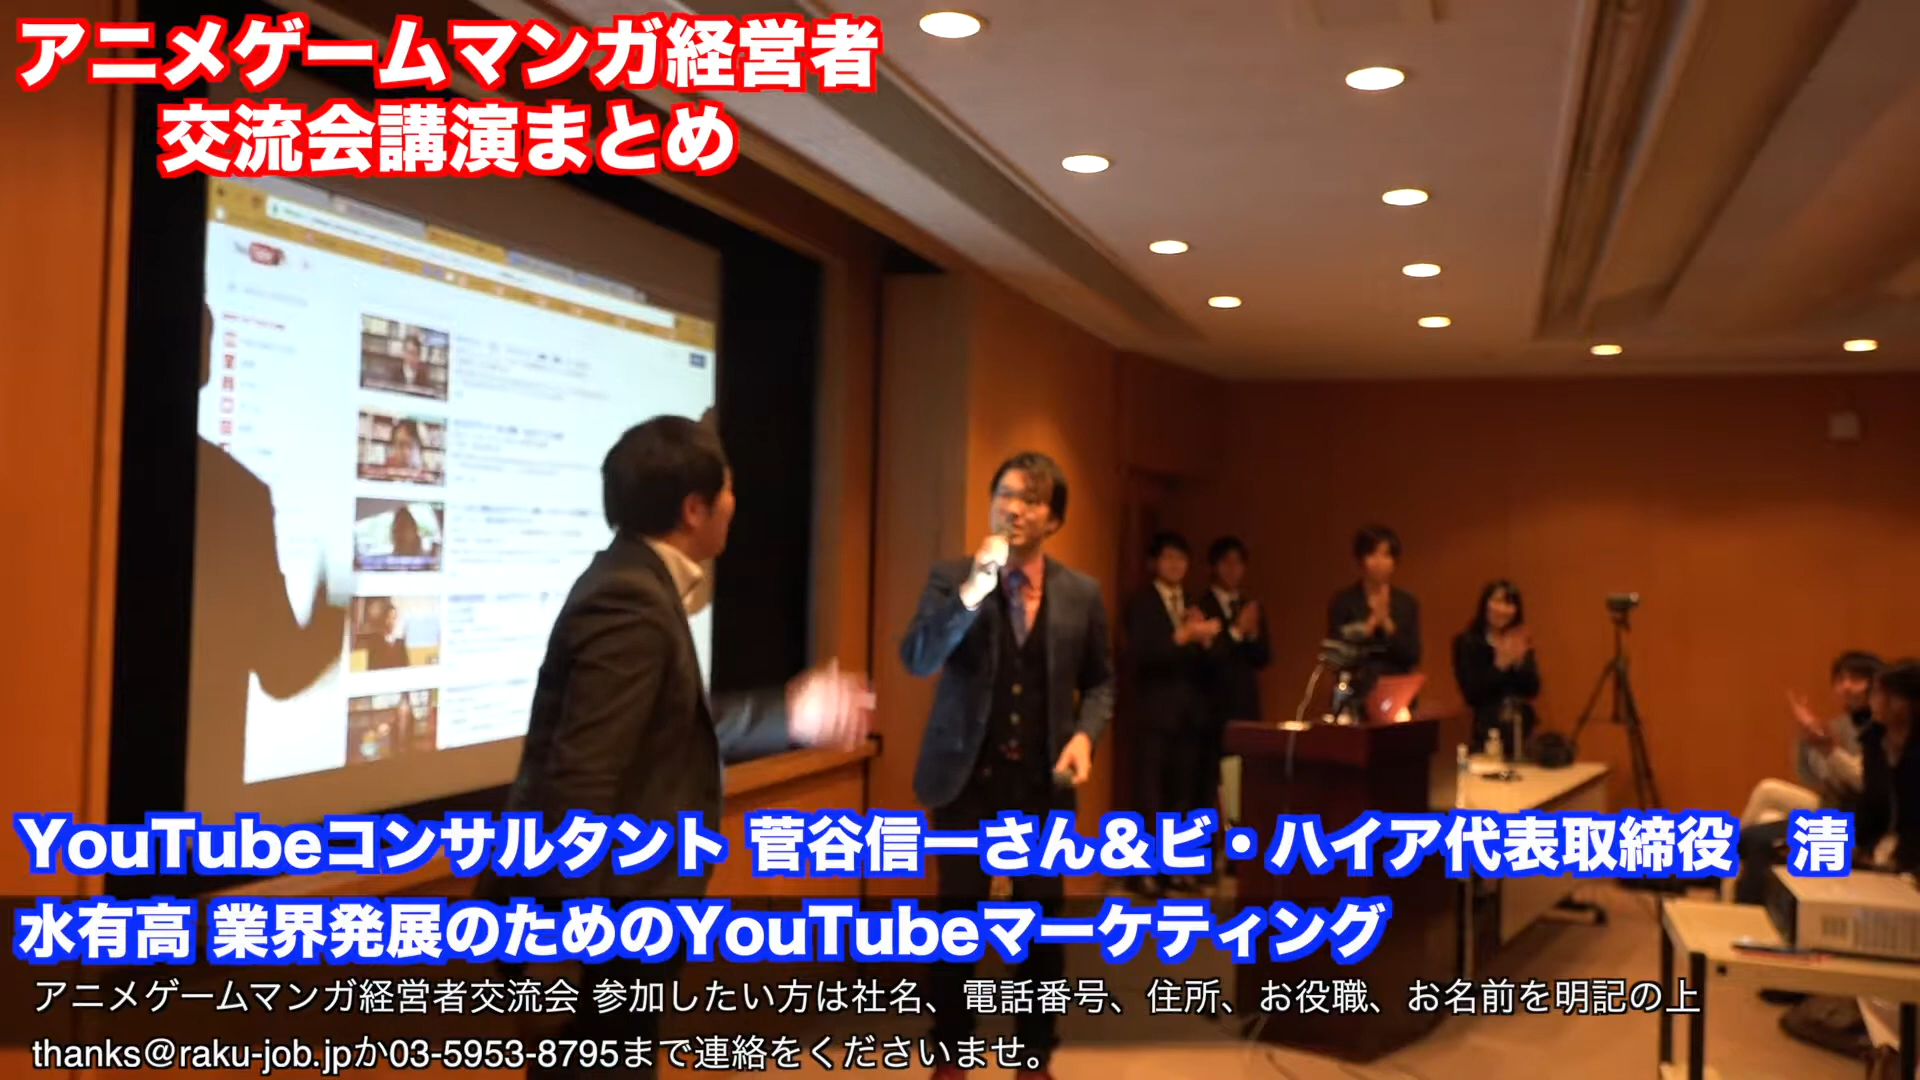 アニメゲームマンガ経営者
交流会講演まとめ
YouTubeコンサルタント 菅谷信一さん&ビ・ハイア代表取締役　清
水有高 業界発展のためのYouTubeマーケティング
アニメゲームマンガ経営者交流会 参加したい方は社名、電話番号、住所、お役職、お名前を明記の上
thanks@raku-job.jpか03-5953-8795まで連絡をくださいませ。